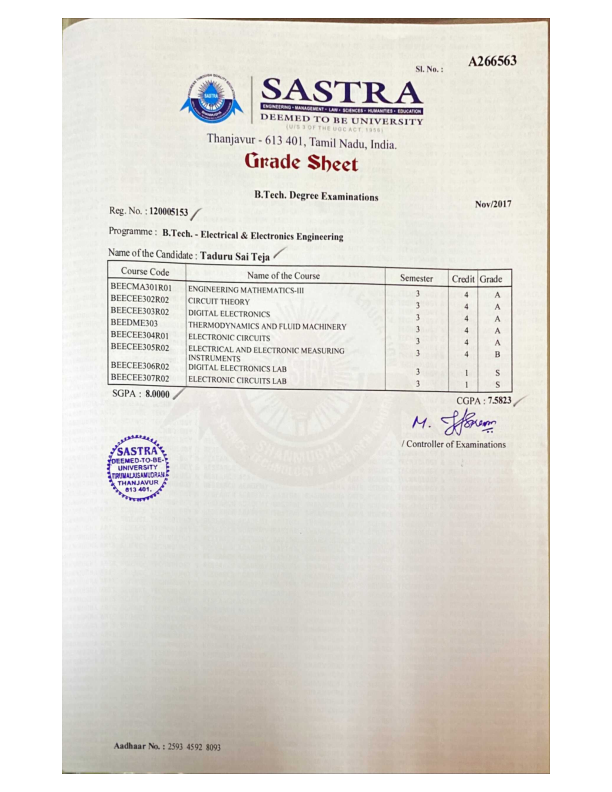 Sl. No. : A266563
SASTRA
ENGINEERING · MANAGEMENT · LAW · SCIENCES · HUMANITIES · EDUCATION
DEEMED TO BE UNIVERSITY
(U/S 3 OF THE UGC ACT, 1956)
Thanjavur - 613 401, Tamil Nadu, India.
Grade Sheet
B.Tech. Degree Examinations
Nov/2017
Reg. No. : 120005153
Programme : B.Tech. - Electrical & Electronics Engineering
Name of the Candidate : Taduru Sai Teja
Course Code Name of the Course Semester Credit Grade
BEECMA301R01 ENGINEERING MATHEMATICS-III 3 4 A
BEECEE302R02 CIRCUIT THEORY 3 4 A
BEECEE303R02 DIGITAL ELECTRONICS 3 4 A
BEEDME303 THERMODYNAMICS AND FLUID MACHINERY 3 4 A
BEECEE304R01 ELECTRONIC CIRCUITS 3 4 A
BEECEE305R02 ELECTRICAL AND ELECTRONIC MEASURING 3 4 B
INSTRUMENTS
BEECEE306R02 DIGITAL ELECTRONICS LAB 3 1 S
BEECEE307R02 ELECTRONIC CIRCUITS LAB 3 1 S
SGPA : 8.0000
CGPA : 7.5823
/ Controller of Examinations
SASTRA
DEEMED-TO-BE-
UNIVERSITY
TIRUMALAISAMUDRAM
THANJAVUR
613 401.
Aadhaar No. : 2593 4592 8093